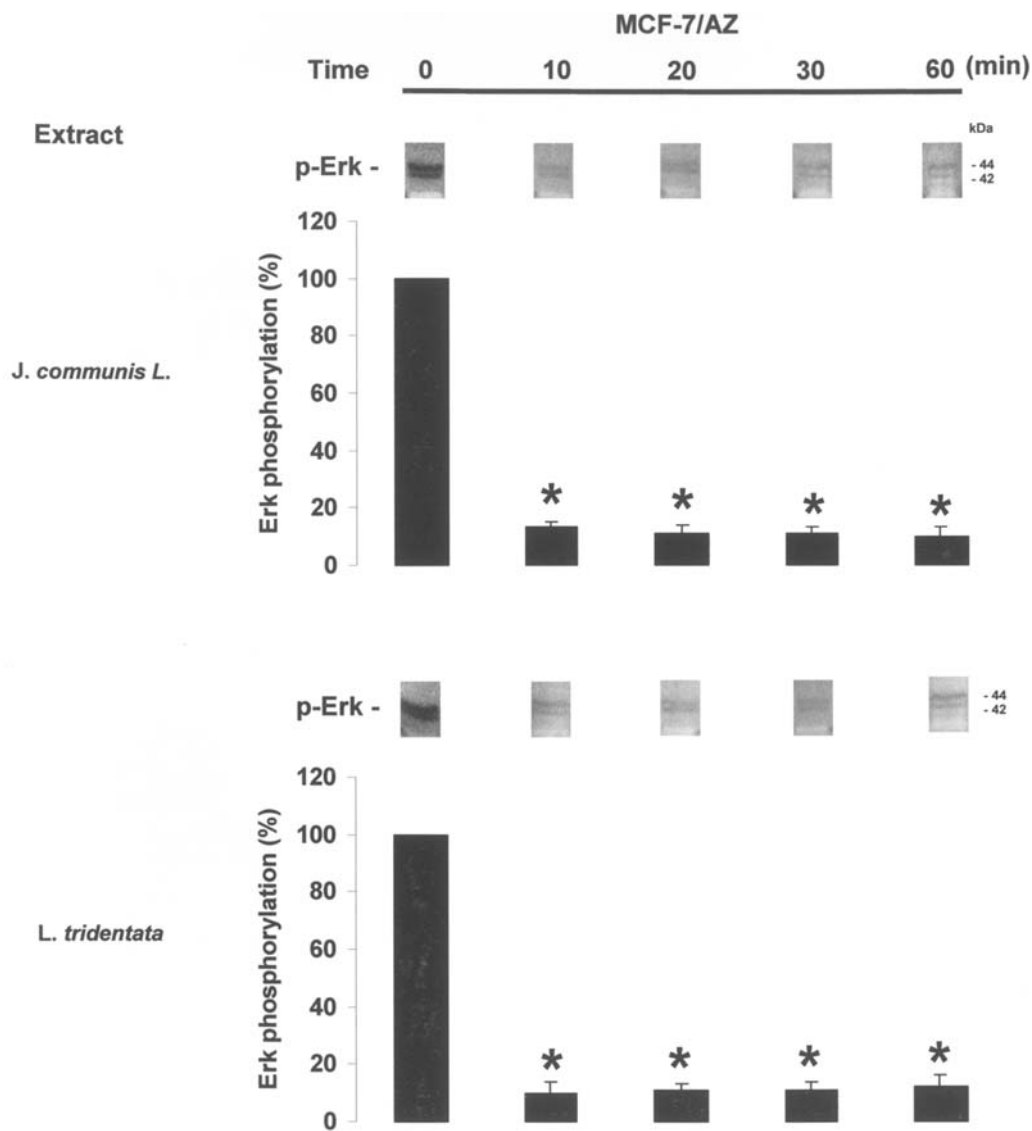 MCF-7/AZ
Time 0 10 20 30 60 (min)
Extract
kDa
p-Erk -
- 44
- 42
120
100
80
60
40
20
0
Erk phosphorylation (%)
J. communis L.
* * * *
p-Erk -
- 44
- 42
120
100
80
60
40
20
0
Erk phosphorylation (%)
L. tridentata
* * * *